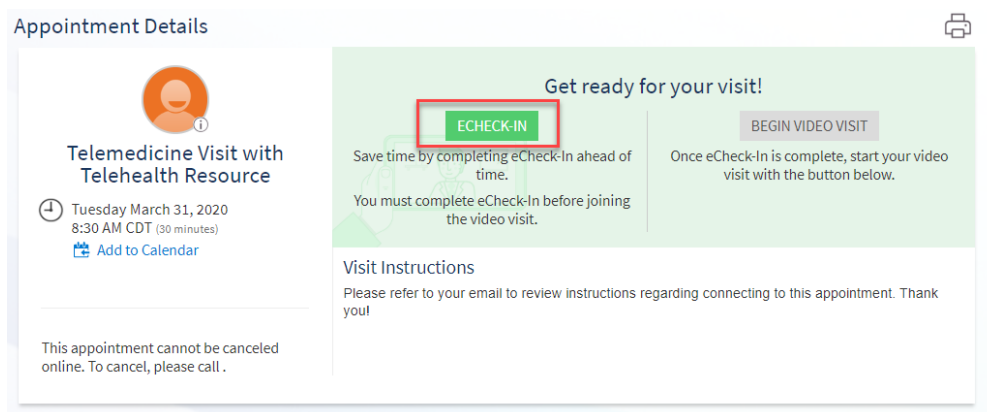 Appointment Details
Telemedicine Visit with
Telehealth Resource
Tuesday March 31, 2020
8:30 AM CDT (30 minutes)
Add to Calendar
This appointment cannot be canceled
online. To cancel, please call .
Get ready for your visit!
ECHECK-IN
Save time by completing eCheck-In ahead of
time.
You must complete eCheck-In before joining
the video visit.
BEGIN VIDEO VISIT
Once eCheck-In is complete, start your video
visit with the button below.
Visit Instructions
Please refer to your email to review instructions regarding connecting to this appointment. Thank
you!